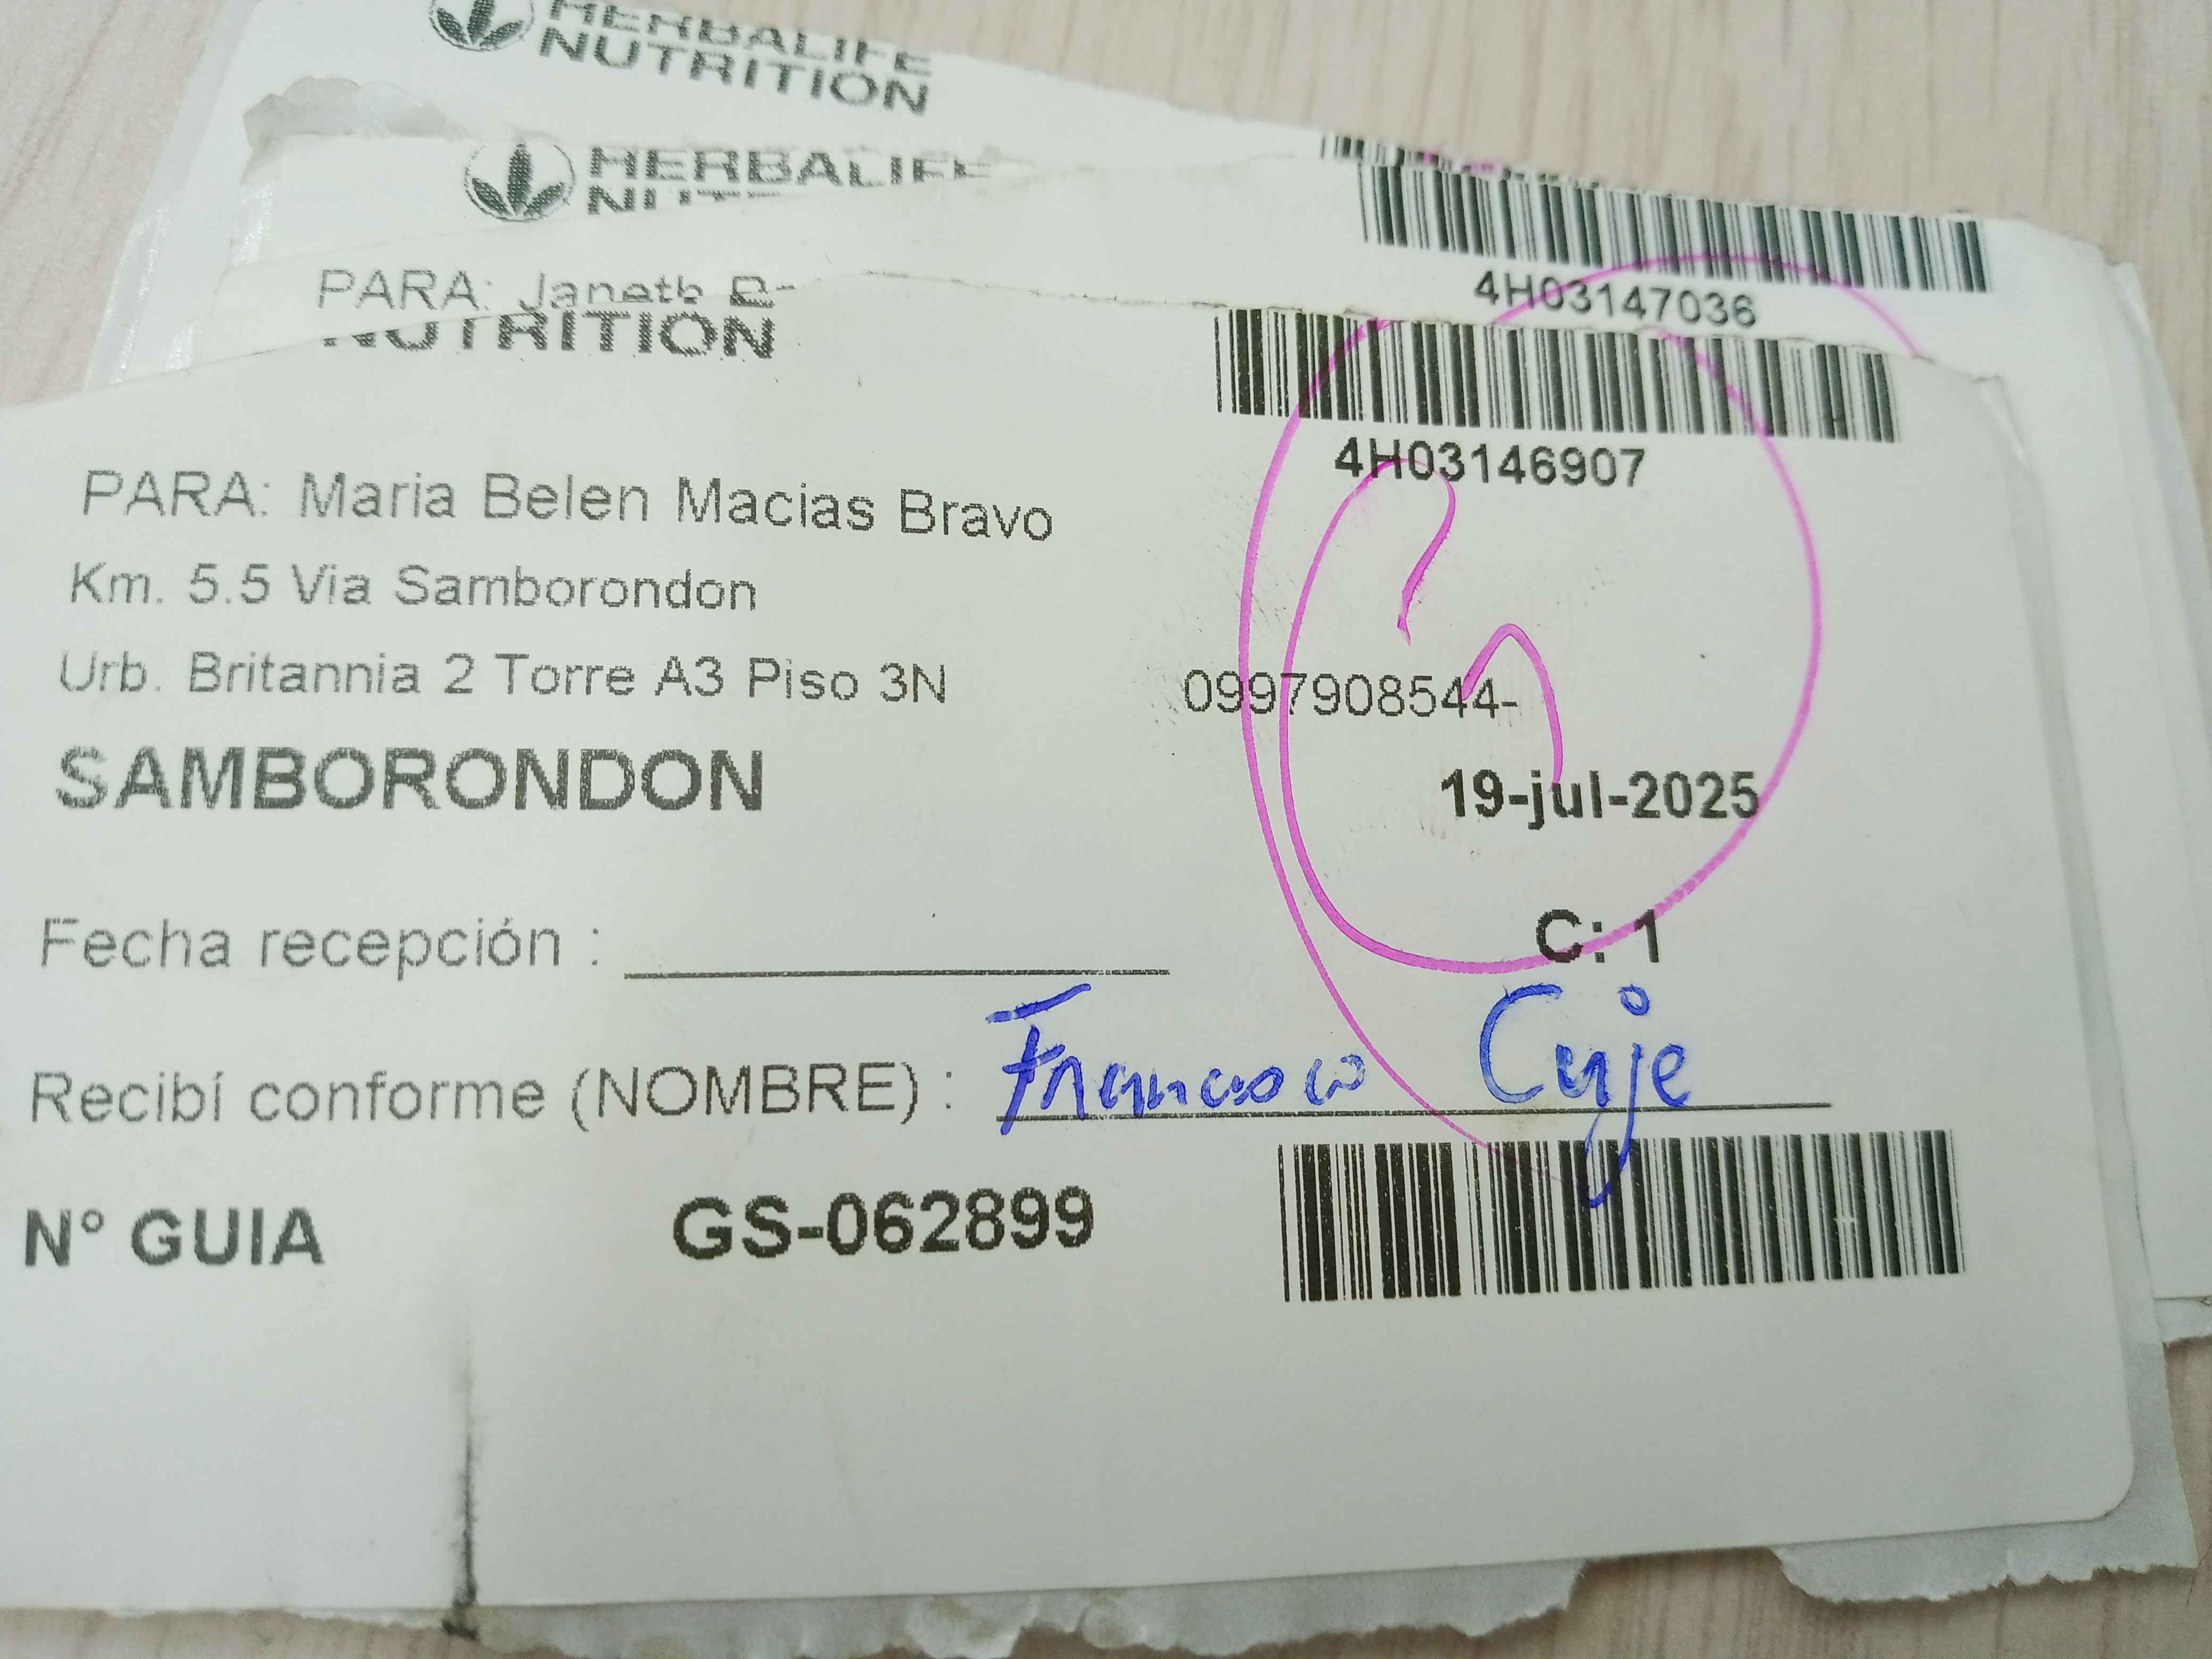 HERBALIFE
NUTRITION
HERBALIFE
PARA: Janeth
4H03147036
NUTRITION
4H03146907
PARA: Maria Belen Macias Bravo
Km. 5.5 Via Samborondon
Urb. Britannia 2 Torre A3 Piso 3N 0997908544-
SAMBORONDON 19-jul-2025
C: 1
Fecha recepción :
Recibí conforme (NOMBRE) : Francisco Cuje
N° GUIA GS-062899